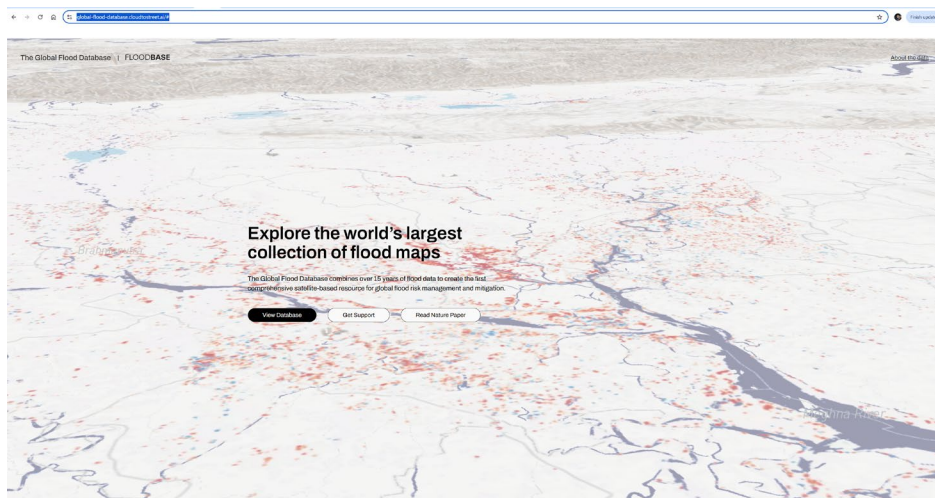 global-flood-database.cloudtostreet.ai/#
The Global Flood Database | FLOODBASE
About the data
Explore the world's largest
collection of flood maps
The Global Flood Database combines over 15 years of flood data to create the first
comprehensive satellite-based resource for global flood risk management and mitigation.
View Database
Get Support
Read Nature Paper